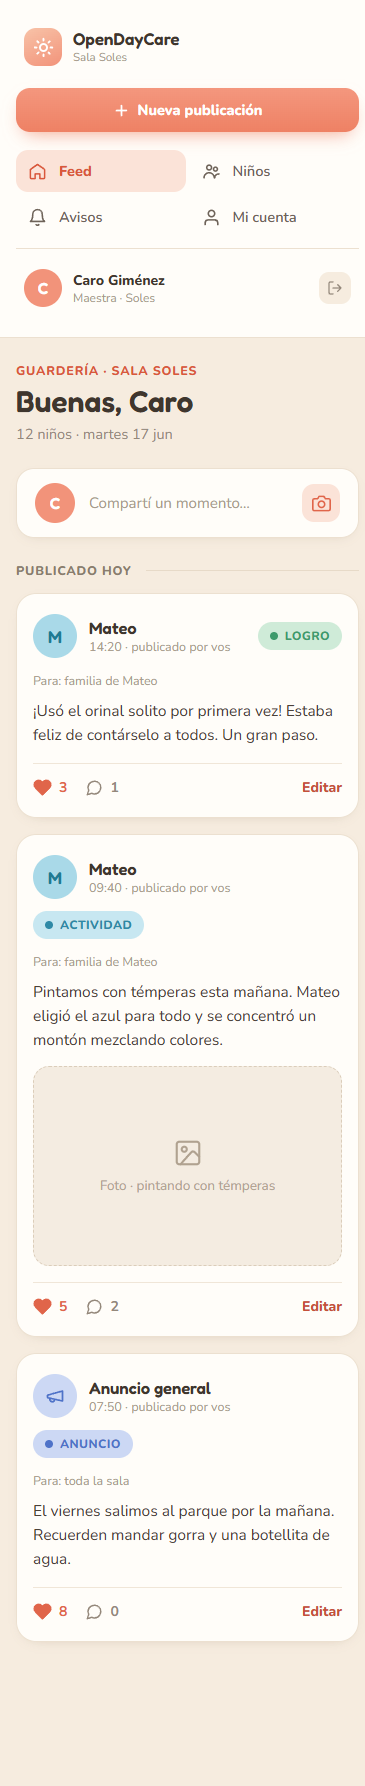 OpenDayCare
Sala Soles
+ Nueva publicación
Feed
Niños
Avisos
Mi cuenta
C
Caro Giménez
Maestra · Soles
GUARDERÍA · SALA SOLES
Buenas, Caro
12 niños · martes 17 jun
C
Compartí un momento...
PUBLICADO HOY
M
Mateo
14:20 · publicado por vos
LOGRO
Para: familia de Mateo
¡Usó el orinal solito por primera vez! Estaba
feliz de contárselo a todos. Un gran paso.
3
1
Editar
M
Mateo
09:40 · publicado por vos
ACTIVIDAD
Para: familia de Mateo
Pintamos con témperas esta mañana. Mateo
eligió el azul para todo y se concentró un
montón mezclando colores.
Foto · pintando con témperas
5
2
Editar
Anuncio general
07:50 · publicado por vos
ANUNCIO
Para: toda la sala
El viernes salimos al parque por la mañana.
Recuerden mandar gorra y una botellita de
agua.
8
0
Editar